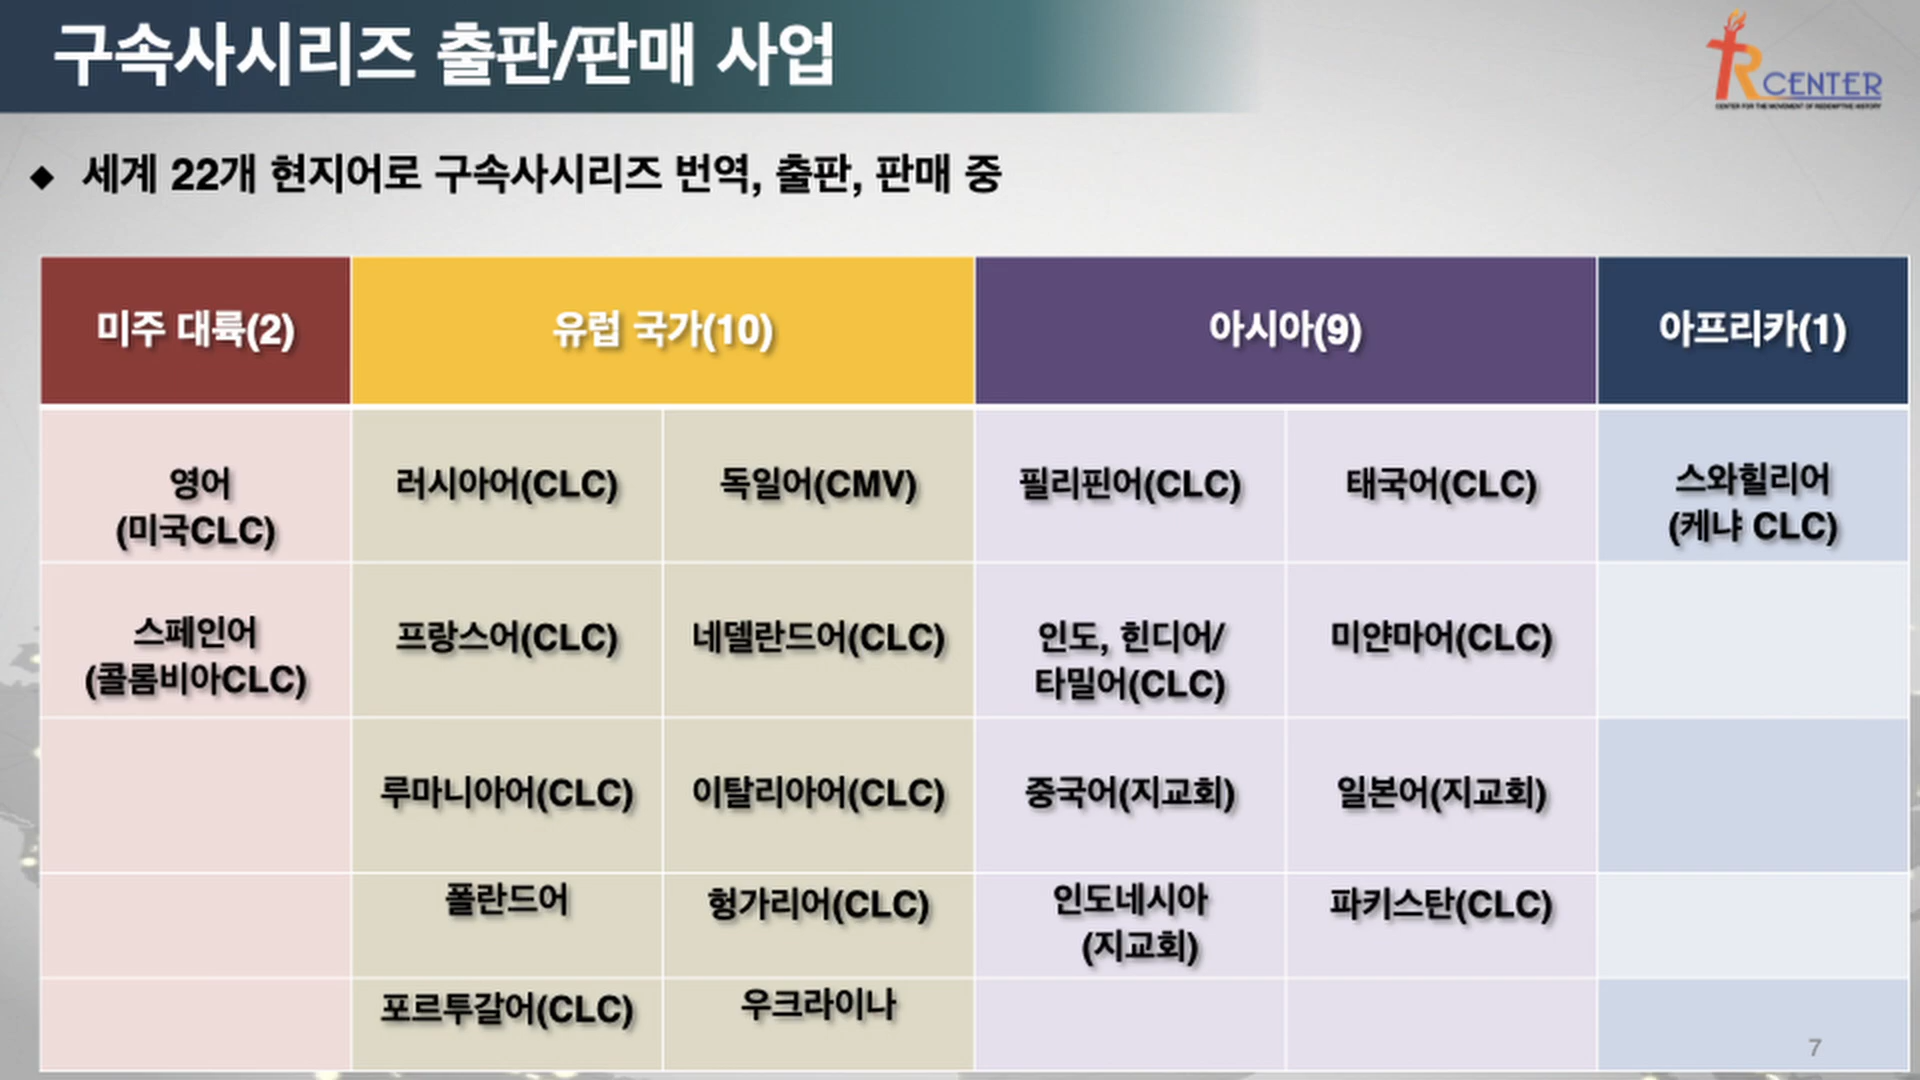 구속사시리즈 출판/판매 사업
RCENTER
CENTER FOR THE MOVEMENT OF REDEMPTIVE HISTORY
◆ 세계 22개 현지어로 구속사시리즈 번역, 출판, 판매 중
미주 대륙(2) 유럽 국가(10) 아시아(9) 아프리카(1)
영어
(미국CLC)
러시아어(CLC)
독일어(CMV)
필리핀어(CLC)
태국어(CLC)
스와힐리어
(케냐 CLC)
스페인어
(콜롬비아CLC)
프랑스어(CLC)
네델란드어(CLC)
인도, 힌디어/
타밀어(CLC)
미얀마어(CLC)
루마니아어(CLC)
이탈리아어(CLC)
중국어(지교회)
일본어(지교회)
폴란드어
헝가리어(CLC)
인도네시아
(지교회)
파키스탄(CLC)
포르투갈어(CLC)
우크라이나
7